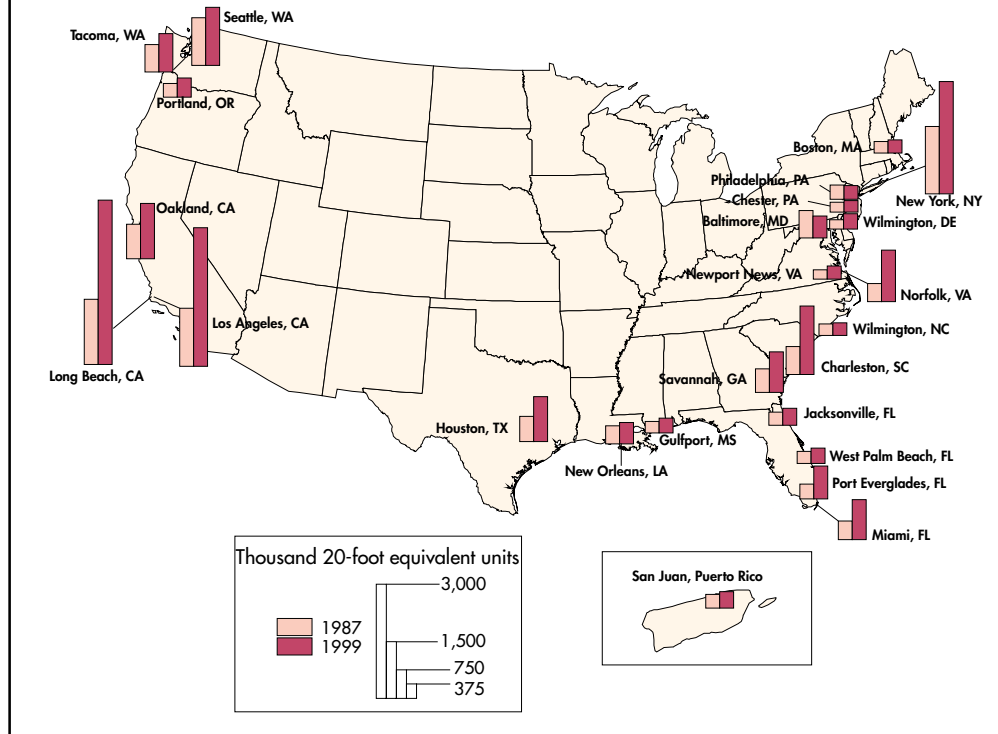 Seattle, WA
Tacoma, WA
Portland, OR
Boston, MA
Philadelphia, PA
Chester, PA
New York, NY
Oakland, CA
Baltimore, MD
Wilmington, DE
Newport News, VA
Norfolk, VA
Los Angeles, CA
Wilmington, NC
Long Beach, CA
Charleston, SC
Savannah, GA
Jacksonville, FL
Houston, TX
Gulfport, MS
New Orleans, LA
West Palm Beach, FL
Port Everglades, FL
Miami, FL
Thousand 20-foot equivalent units
3,000
1987
1999
1,500
750
375
San Juan, Puerto Rico